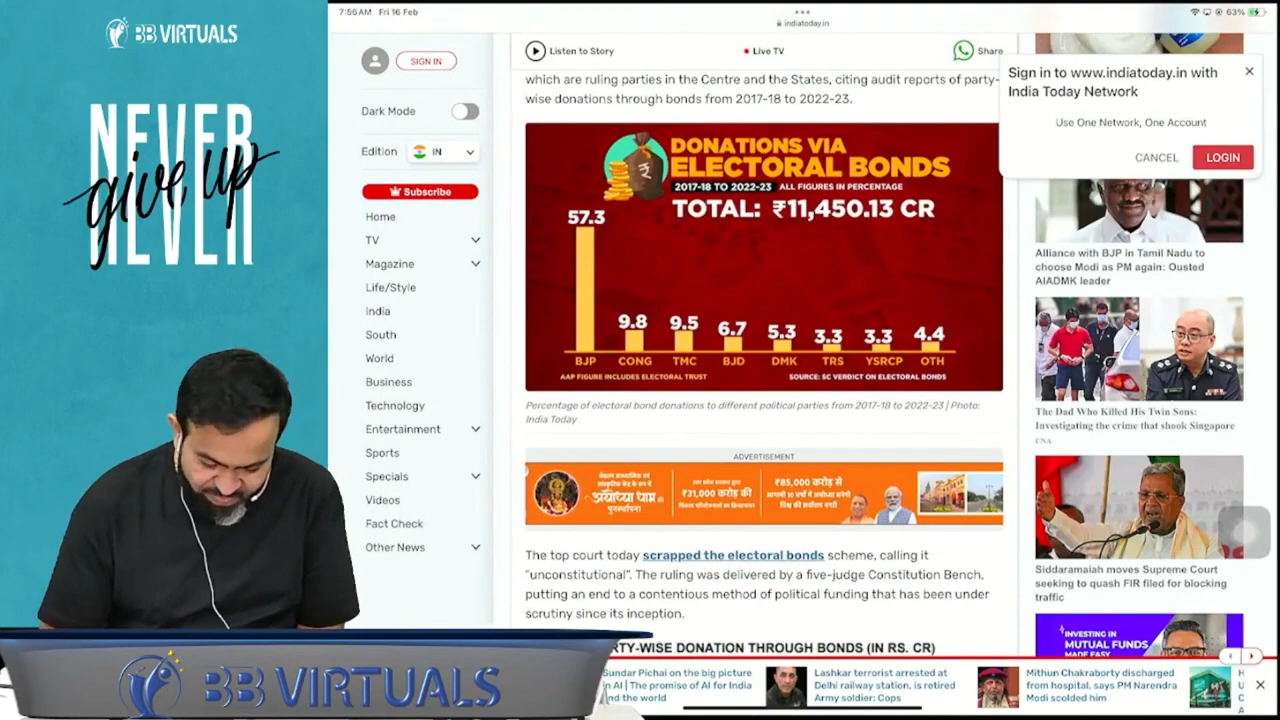 BB VIRTUALS
NEVER
give up
NEVER
BB VIRTUALS
7:56AM Fri 16 Feb
indiatoday.in
63%
SIGN IN
Dark Mode
Edition IN
Subscribe
Home
TV
Magazine
Life/Style
India
South
World
Business
Technology
Entertainment
Sports
Specials
Videos
Fact Check
Other News
Listen to Story
Live TV
Share
which are ruling parties in the Centre and the States, citing audit reports of party-
wise donations through bonds from 2017-18 to 2022-23.
DONATIONS VIA
ELECTORAL BONDS
2017-18 TO 2022-23 ALL FIGURES IN PERCENTAGE
TOTAL: ₹11,450.13 CR
57.3 9.8 9.5 6.7 5.3 3.3 3.3 4.4
BJP CONG TMC BJD DMK TRS YSRCP OTH
AAP FIGURE INCLUDES ELECTORAL TRUST SOURCE: SC VERDICT ON ELECTORAL BONDS
Percentage of electoral bond donations to different political parties from 2017-18 to 2022-23 | Photo:
India Today
ADVERTISEMENT
अयोध्या धाम
₹31,000 करोड़ की
₹85,000 करोड़ से
The top court today scrapped the electoral bonds scheme, calling it
"unconstitutional". The ruling was delivered by a five-judge Constitution Bench,
putting an end to a contentious method of political funding that has been under
scrutiny since its inception.
RTY-WISE DONATION THROUGH BONDS (IN RS. CR)
Sign in to www.indiatoday.in with
India Today Network
Use One Network, One Account
CANCEL LOGIN
Alliance with BJP in Tamil Nadu to
choose Modi as PM again: Ousted
AIADMK leader
The Dad Who Killed His Twin Sons:
Investigating the crime that shook Singapore
CNA
Siddaramaiah moves Supreme Court
seeking to quash FIR filed for blocking
traffic
INVESTING IN
MUTUAL FUNDS
MADE EASY
Sundar Pichai on the big picture
in AI | The promise of AI for India
and the world
Lashkar terrorist arrested at
Delhi railway station, is retired
Army soldier: Cops
Mithun Chakraborty discharged
from hospital, says PM Narendra
Modi scolded him